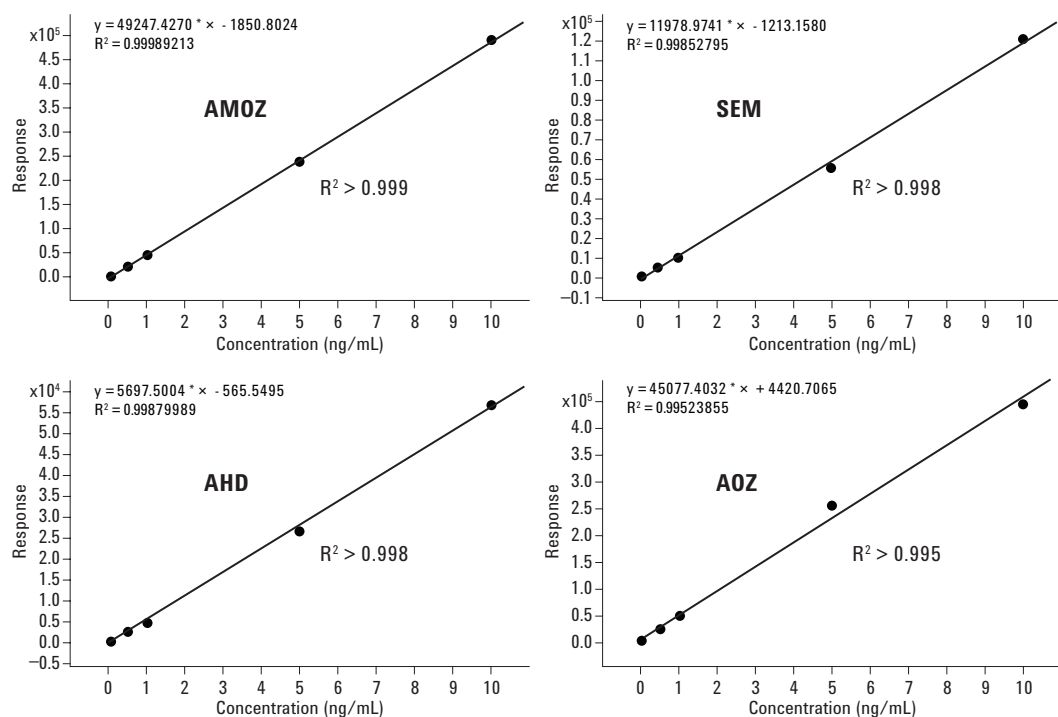 y = 49247.4270 * × - 1850.8024
R² = 0.99989213
x10⁵
4.5
4.0
3.5
3.0
2.5
2.0
1.5
1.0
0.5
0.0
Response
AMOZ
R² > 0.999
0 1 2 3 4 5 6 7 8 9 10
Concentration (ng/mL)
y = 11978.9741 * × - 1213.1580
R² = 0.99852795
x10⁵
1.2
1.1
1.0
0.9
0.8
0.7
0.6
0.5
0.4
0.3
0.2
0.1
0.0
–0.1
Response
SEM
R² > 0.998
0 1 2 3 4 5 6 7 8 9 10
Concentration (ng/mL)
y = 5697.5004 * × - 565.5495
R² = 0.99879989
x10⁴
5.5
5.0
4.5
4.0
3.5
3.0
2.5
2.0
1.5
1.0
0.5
0.0
–0.5
Response
AHD
R² > 0.998
0 1 2 3 4 5 6 7 8 9 10
Concentration (ng/mL)
y = 45077.4032 * × + 4420.7065
R² = 0.99523855
x10⁵
4.0
3.5
3.0
2.5
2.0
1.5
1.0
0.5
0.0
Response
AOZ
R² > 0.995
0 1 2 3 4 5 6 7 8 9 10
Concentration (ng/mL)